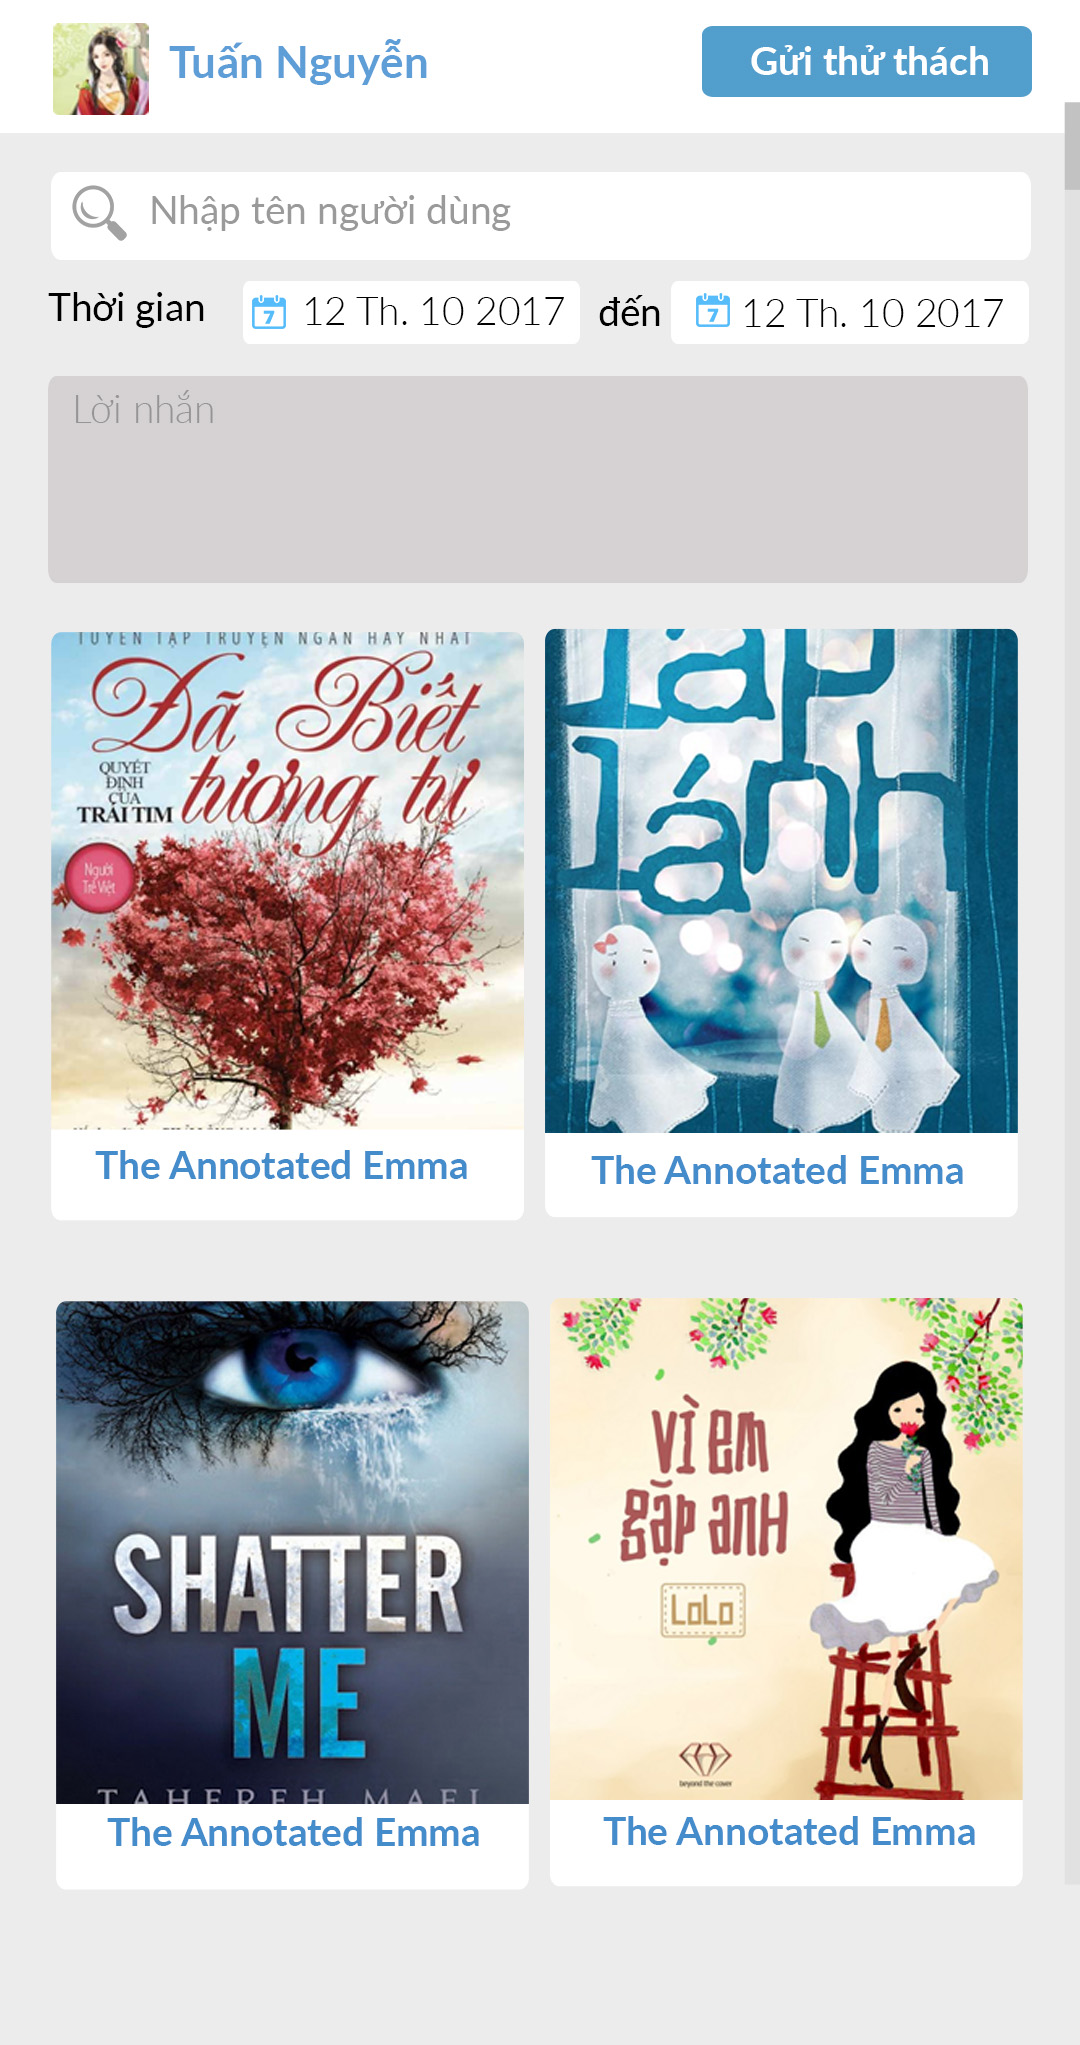 Tuấn Nguyễn
Gửi thử thách
Nhập tên người dùng
Thời gian
7
12 Th. 10 2017
đến
7
12 Th. 10 2017
Lời nhắn
TUYỂN TẬP TRUYỆN NGẮN HAY NHẤT
Đã Biết
QUYẾT
ĐỊNH
CỦA
TRÁI TIM
tương tư
Người
Trẻ Việt
The Annotated Emma
lấp
lánh
The Annotated Emma
SHATTER
ME
TAHEREH MAFI
The Annotated Emma
Vì em
gặp anh
LoLo
beyond the cover
The Annotated Emma